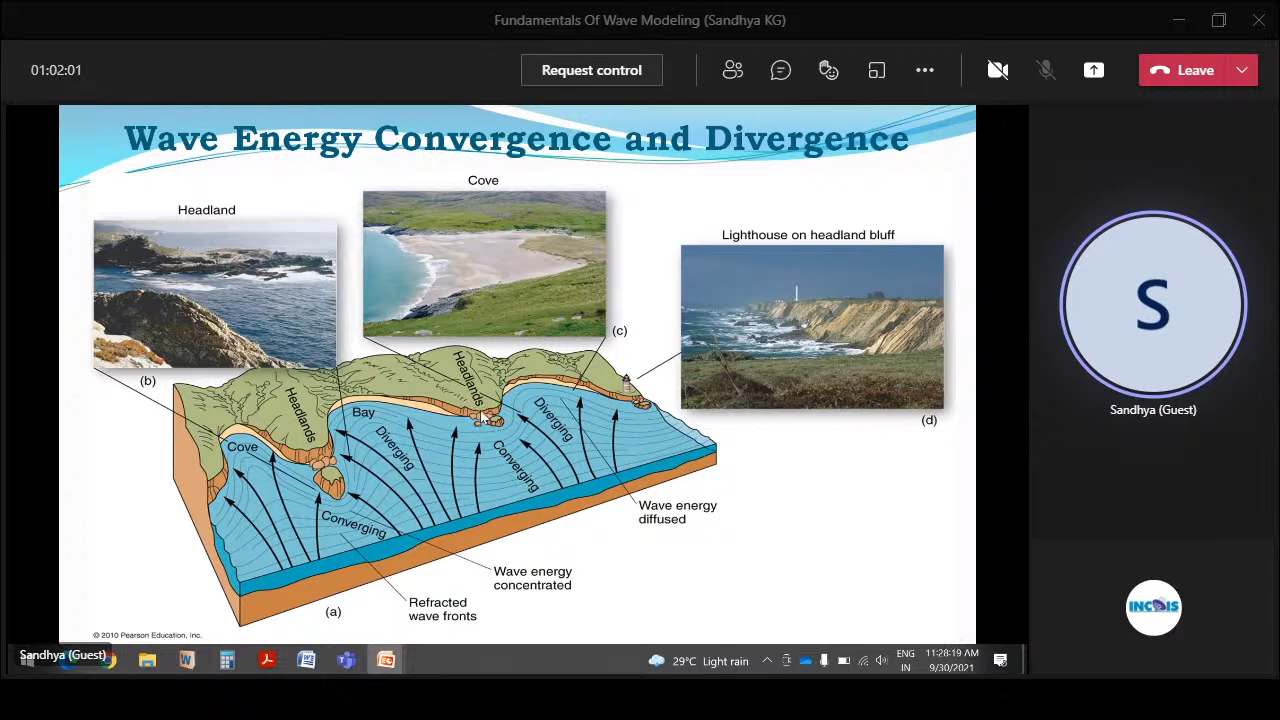 Fundamentals Of Wave Modeling (Sandhya KG)
01:02:01
Request control
Leave
Wave Energy Convergence and Divergence
Cove
Headland
Lighthouse on headland bluff
(c)
(b)
(d)
Headlands
Headlands
Bay
Cove
Diverging
Diverging
Converging
Converging
Wave energy
diffused
Wave energy
concentrated
Refracted
wave fronts
(a)
© 2010 Pearson Education, Inc.
S
Sandhya (Guest)
INCOIS
Sandhya (Guest)
29°C Light rain
ENG
IN
11:28:19 AM
9/30/2021